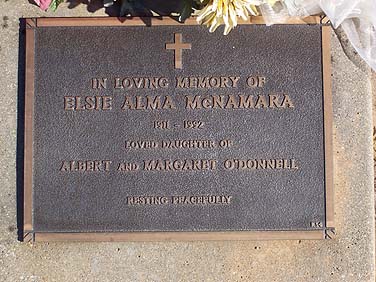 IN LOVING MEMORY OF
ELSIE ALMA McNAMARA
1911 - 1992
LOVED DAUGHTER OF
ALBERT AND MARGARET O'DONNELL
RESTING PEACEFULLY